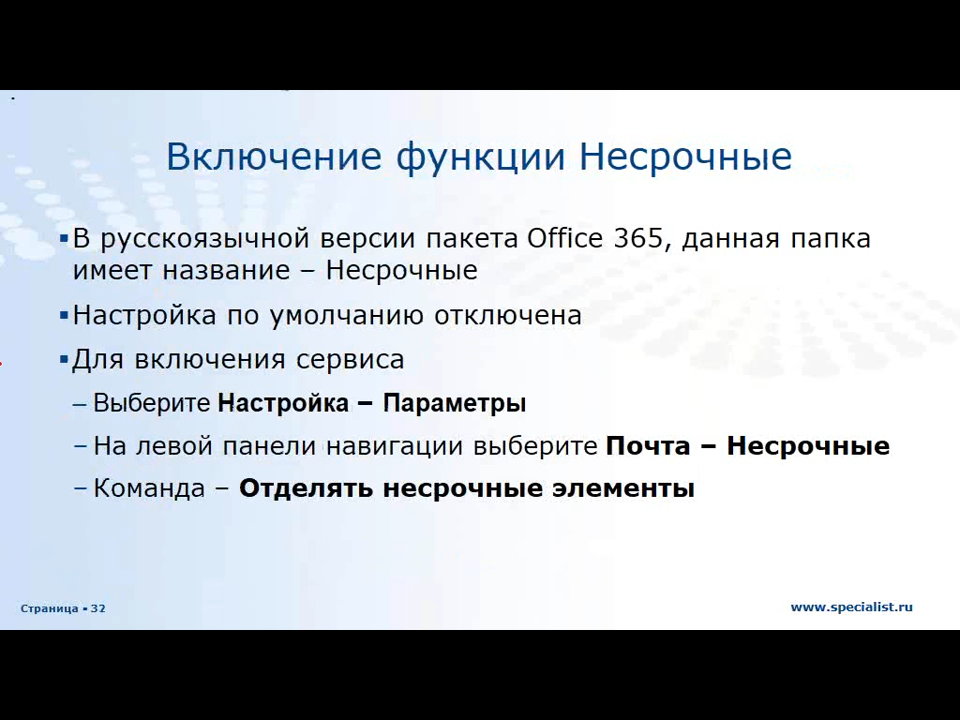 Включение функции Несрочные
▪В русскоязычной версии пакета Office 365, данная папка
имеет название – Несрочные
▪Настройка по умолчанию отключена
▪Для включения сервиса
– Выберите Настройка – Параметры
– На левой панели навигации выберите Почта – Несрочные
– Команда – Отделять несрочные элементы
Страница ▪ 32
www.specialist.ru